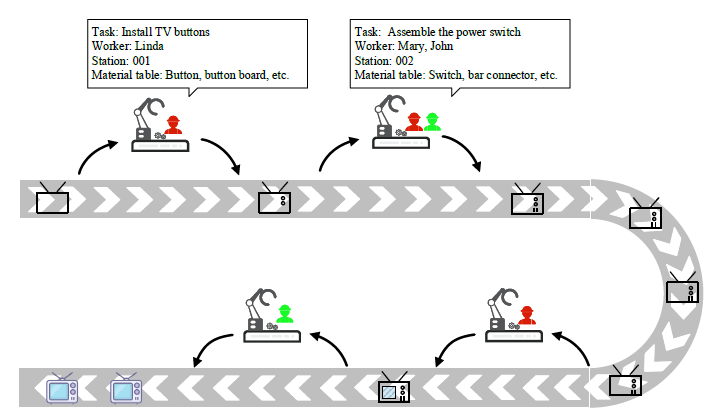 Task: Install TV buttons
Worker: Linda
Station: 001
Material table: Button, button board, etc.
Task: Assemble the power switch
Worker: Mary, John
Station: 002
Material table: Switch, bar connector, etc.